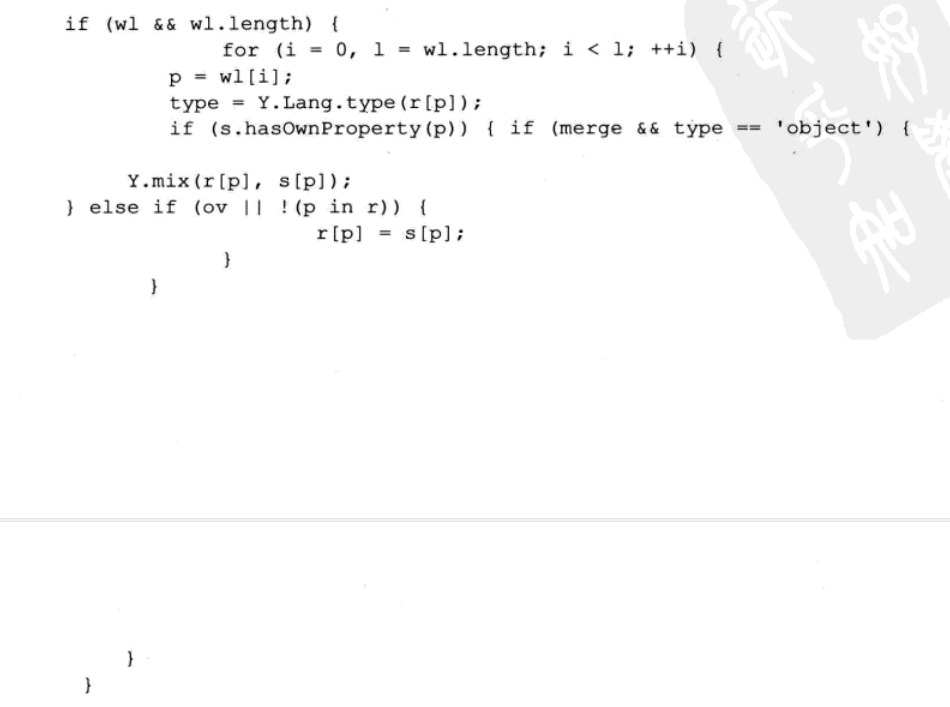 if (wl && wl.length) {
for (i = 0, l = wl.length; i < l; ++i) {
p = wl[i];
type = Y.Lang.type(r[p]);
if (s.hasOwnProperty(p)) { if (merge && type == 'object') {
Y.mix(r[p], s[p]);
} else if (ov || !(p in r)) {
r[p] = s[p];
}
}
}
}